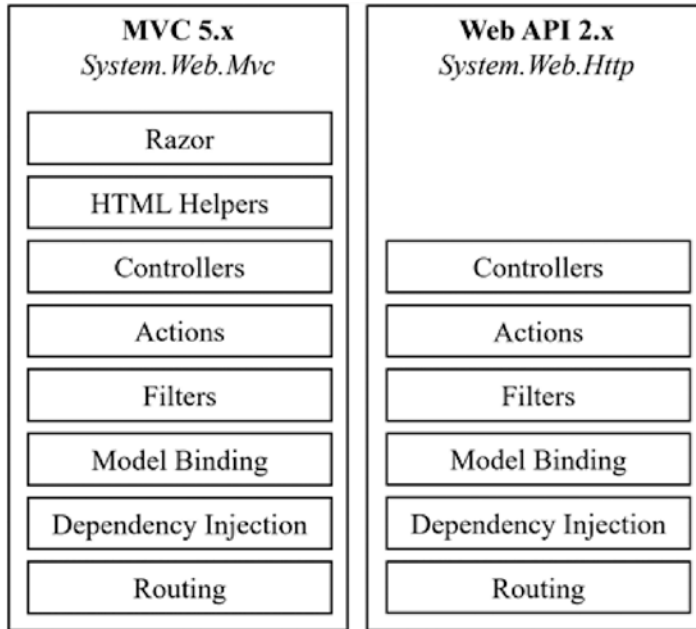 MVC 5.x
System.Web.Mvc
Razor
HTML Helpers
Controllers
Actions
Filters
Model Binding
Dependency Injection
Routing
Web API 2.x
System.Web.Http
Controllers
Actions
Filters
Model Binding
Dependency Injection
Routing